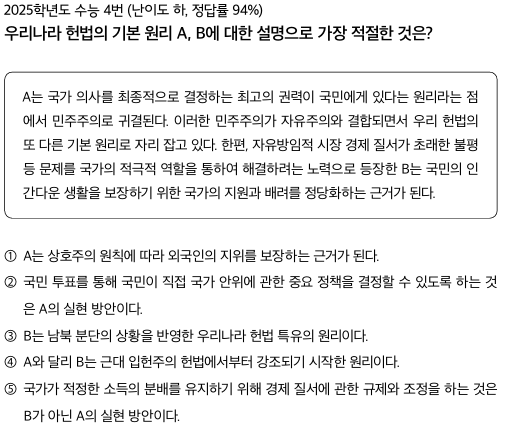 2025학년도 수능 4번 (난이도 하, 정답률 94%)
우리나라 헌법의 기본 원리 A, B에 대한 설명으로 가장 적절한 것은?
A는 국가 의사를 최종적으로 결정하는 최고의 권력이 국민에게 있다는 원리라는 점
에서 민주주의로 귀결된다. 이러한 민주주의가 자유주의와 결합되면서 우리 헌법의
또 다른 기본 원리로 자리 잡고 있다. 한편, 자유방임적 시장 경제 질서가 초래한 불평
등 문제를 국가의 적극적 역할을 통하여 해결하려는 노력으로 등장한 B는 국민의 인
간다운 생활을 보장하기 위한 국가의 지원과 배려를 정당화하는 근거가 된다.
① A는 상호주의 원칙에 따라 외국인의 지위를 보장하는 근거가 된다.
② 국민 투표를 통해 국민이 직접 국가 안위에 관한 중요 정책을 결정할 수 있도록 하는 것
은 A의 실현 방안이다.
③ B는 남북 분단의 상황을 반영한 우리나라 헌법 특유의 원리이다.
④ A와 달리 B는 근대 입헌주의 헌법에서부터 강조되기 시작한 원리이다.
⑤ 국가가 적정한 소득의 분배를 유지하기 위해 경제 질서에 관한 규제와 조정을 하는 것은
B가 아닌 A의 실현 방안이다.